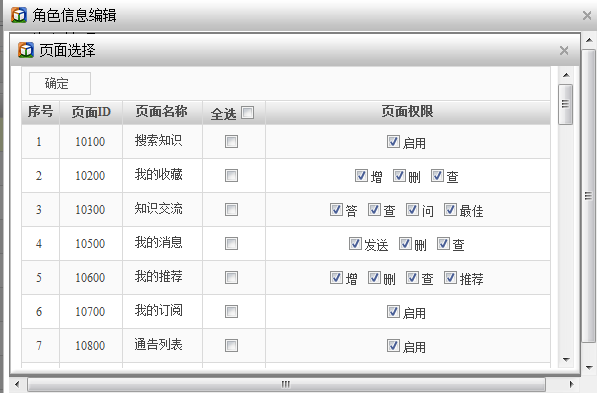 角色信息编辑
页面选择
确定
序号 页面ID 页面名称 全选 页面权限
1 10100 搜索知识 启用
2 10200 我的收藏 增 删 查
3 10300 知识交流 答 查 问 最佳
4 10500 我的消息 发送 删 查
5 10600 我的推荐 增 删 查 推荐
6 10700 我的订阅 启用
7 10800 通告列表 启用